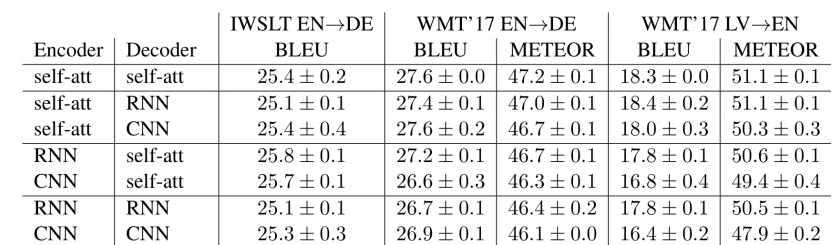 IWSLT EN→DE WMT'17 EN→DE WMT'17 LV→EN
Encoder Decoder BLEU BLEU METEOR BLEU METEOR
self-att self-att 25.4 ± 0.2 27.6 ± 0.0 47.2 ± 0.1 18.3 ± 0.0 51.1 ± 0.1
self-att RNN 25.1 ± 0.1 27.4 ± 0.1 47.0 ± 0.1 18.4 ± 0.2 51.1 ± 0.1
self-att CNN 25.4 ± 0.4 27.6 ± 0.2 46.7 ± 0.1 18.0 ± 0.3 50.3 ± 0.3
RNN self-att 25.8 ± 0.1 27.2 ± 0.1 46.7 ± 0.1 17.8 ± 0.1 50.6 ± 0.1
CNN self-att 25.7 ± 0.1 26.6 ± 0.3 46.3 ± 0.1 16.8 ± 0.4 49.4 ± 0.4
RNN RNN 25.1 ± 0.1 26.7 ± 0.1 46.4 ± 0.2 17.8 ± 0.1 50.5 ± 0.1
CNN CNN 25.3 ± 0.3 26.9 ± 0.1 46.1 ± 0.0 16.4 ± 0.2 47.9 ± 0.2